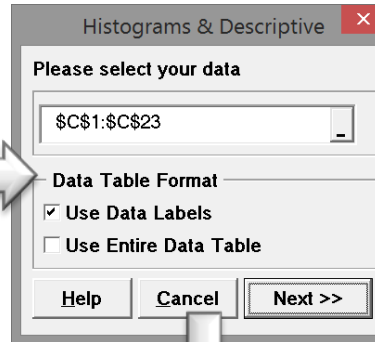 Histograms & Descriptive
Please select your data
$C$1:$C$23
Data Table Format
Use Data Labels
Use Entire Data Table
Help Cancel Next >>